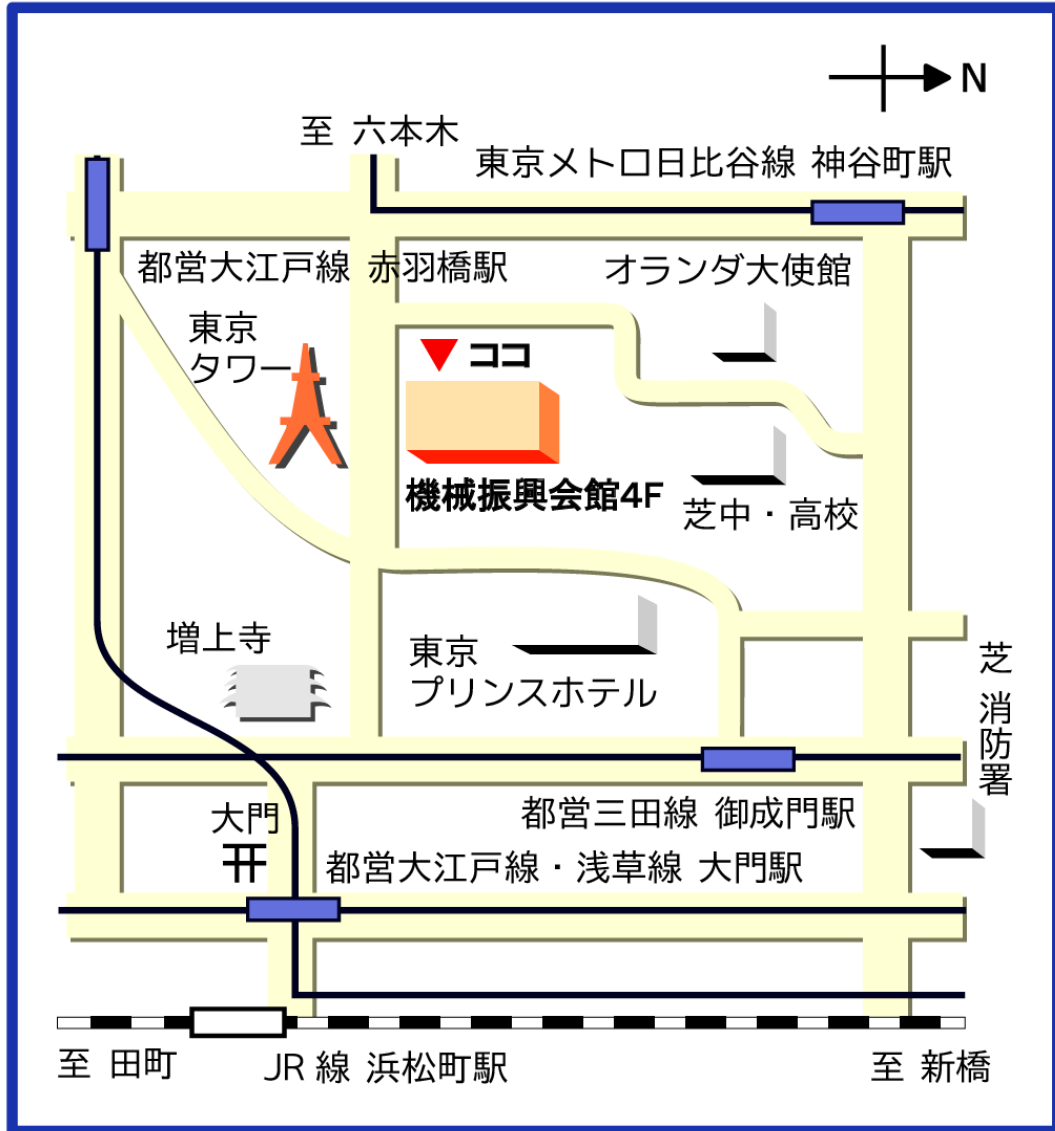 N
至 六本木
東京メトロ日比谷線 神谷町駅
都営大江戸線 赤羽橋駅
オランダ大使館
東京
タワー
ココ
機械振興会館4F
芝中・高校
増上寺
東京
プリンスホテル
芝 消防署
大門
都営三田線 御成門駅
都営大江戸線・浅草線 大門駅
至 田町
JR線 浜松町駅
至 新橋